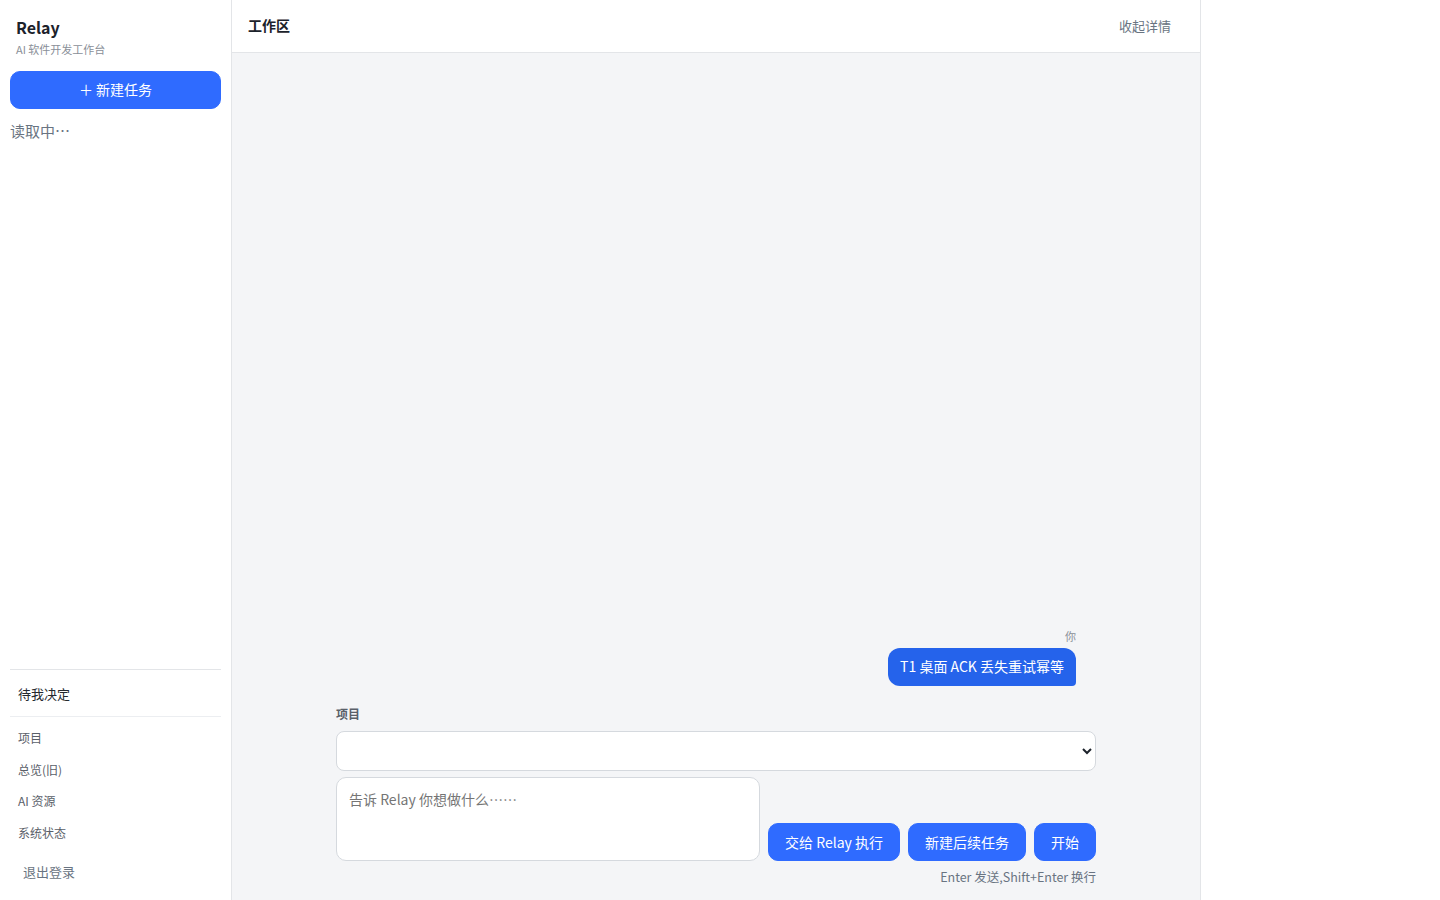 Relay
AI 软件开发工作台
＋ 新建任务
读取中…
待我决定
项目
总览(旧)
AI 资源
系统状态
退出登录
工作区
收起详情
你
T1 桌面 ACK 丢失重试幂等
项目
告诉 Relay 你想做什么……
交给 Relay 执行
新建后续任务
开始
Enter 发送,Shift+Enter 换行